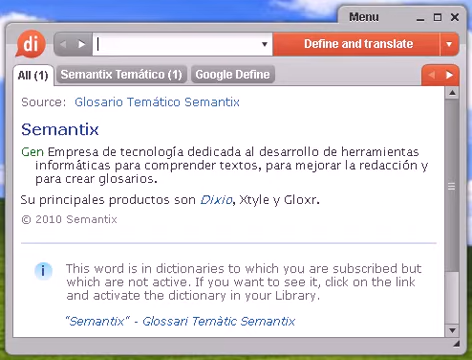 Menu
di
Define and translate
All (1)
Semantix Temático (1)
Google Define
Source: Glosario Temático Semantix
Semantix
Gen Empresa de tecnología dedicada al desarrollo de herramientas
informáticas para comprender textos, para mejorar la redacción y
para crear glosarios.
Su principales productos son Dixio, Xtyle y Gloxr.
© 2010 Semantix
i
This word is in dictionaries to which you are subscribed but
which are not active. If you want to see it, click on the link
and activate the dictionary in your Library.
"Semantix" - Glossari Temàtic Semantix